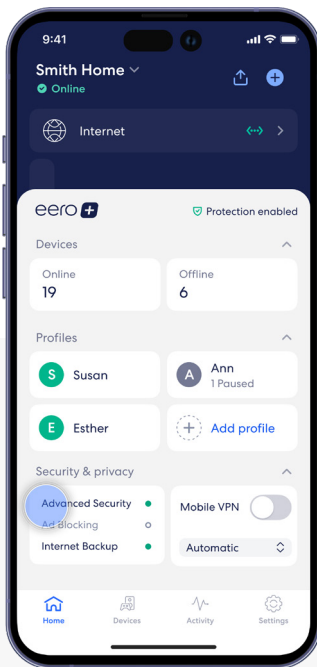 9:41
Smith Home
Online
Internet
eero+
Protection enabled
Devices
Online
19
Offline
6
Profiles
S
Susan
A
Ann
1 Paused
E
Esther
Add profile
Security & privacy
Advanced Security
Ad Blocking
Internet Backup
Mobile VPN
Automatic
Home
Devices
Activity
Settings